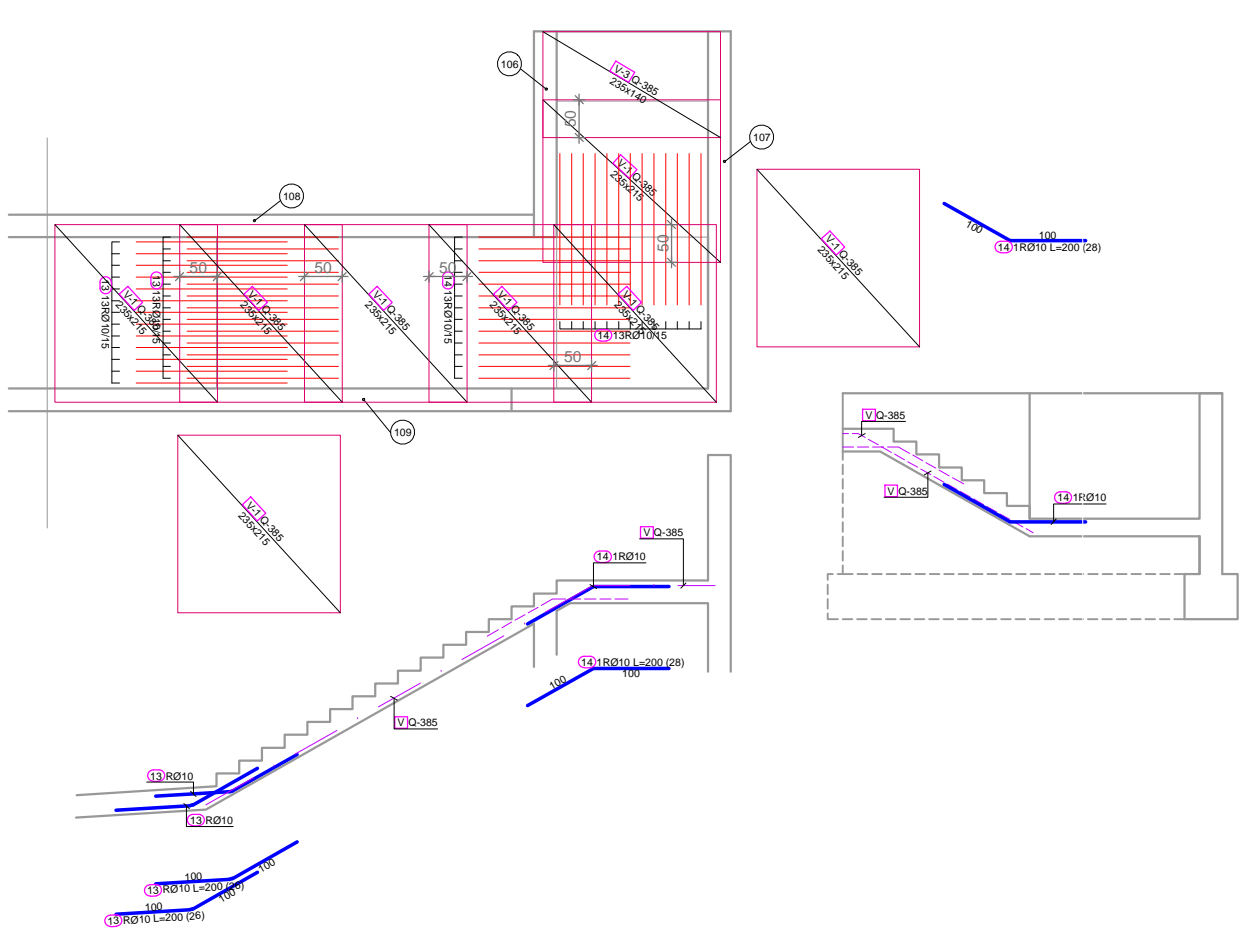 106
V-3 Q-385
235x140
50
107
V-1 Q-385
235x215
108
50
V-1 Q-385
235x215
100
100
14 1RØ10 L=200 (28)
50
50
50
13 13RØ10/15
V-1 Q-385
235x215
13 13RØ10/15
V-1 Q-385
235x215
V-1 Q-385
235x215
14 13RØ10/15
V-1 Q-385
235x215
V-1 Q-385
235x215
14 13RØ10/15
50
109
V Q-385
V Q-385
14 1RØ10
V-1 Q-385
235x215
V Q-385
14 1RØ10
14 1RØ10 L=200 (28)
100
100
V Q-385
13 RØ10
13 RØ10
100
100
13 RØ10 L=200 (26)
100
100
13 RØ10 L=200 (26)